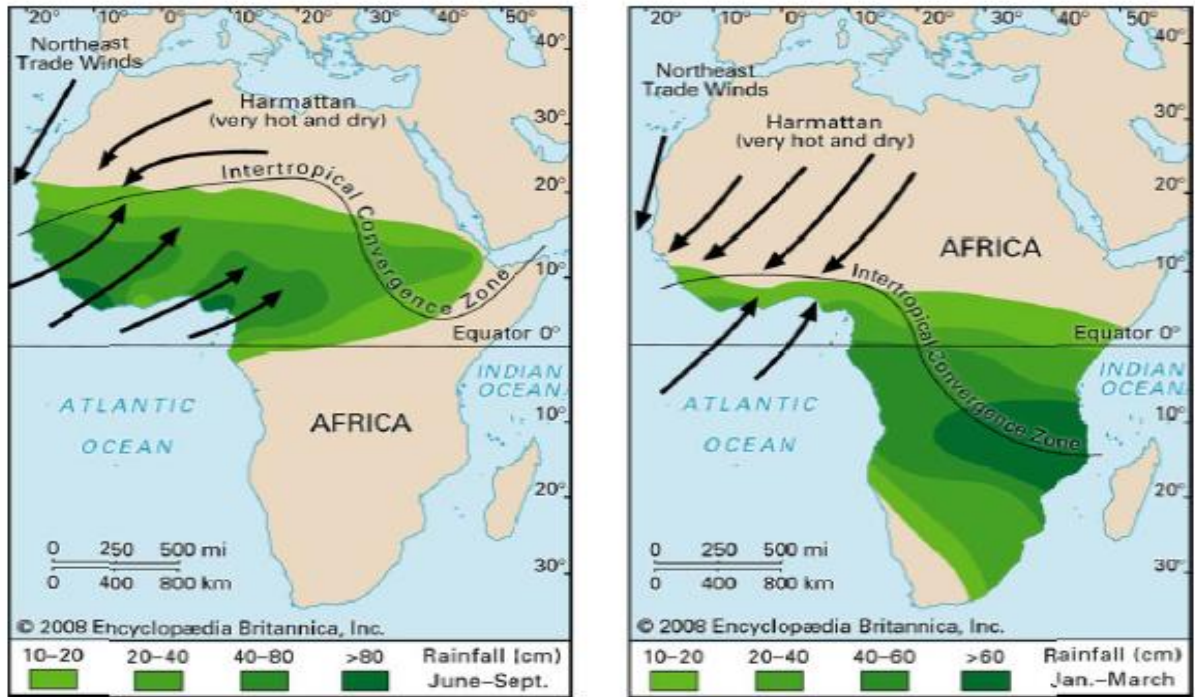 20° 10° 0° 10° 20° 30° 40° 50°
40°
Northeast
Trade Winds
Harmattan
(very hot and dry)
30°
Intertropical Convergence Zone
20°
10°
Equator 0°
INDIAN
OCEAN
ATLANTIC
OCEAN
AFRICA
10°
20°
0 250 500 mi
0 400 800 km
30°
© 2008 Encyclopædia Britannica, Inc.
10–20 20–40 40–80 >80 Rainfall (cm)
June–Sept.
20° 10° 0° 10° 20° 30° 40° 50°
40°
Northeast
Trade Winds
30°
Harmattan
(very hot and dry)
20°
AFRICA
10°
Intertropical Convergence Zone
Equator 0°
INDIAN
OCEAN
ATLANTIC
OCEAN
10°
20°
0 250 500 mi
0 400 800 km
30°
© 2008 Encyclopædia Britannica, Inc.
10–20 20–40 40–60 >60 Rainfall (cm)
Jan.–March